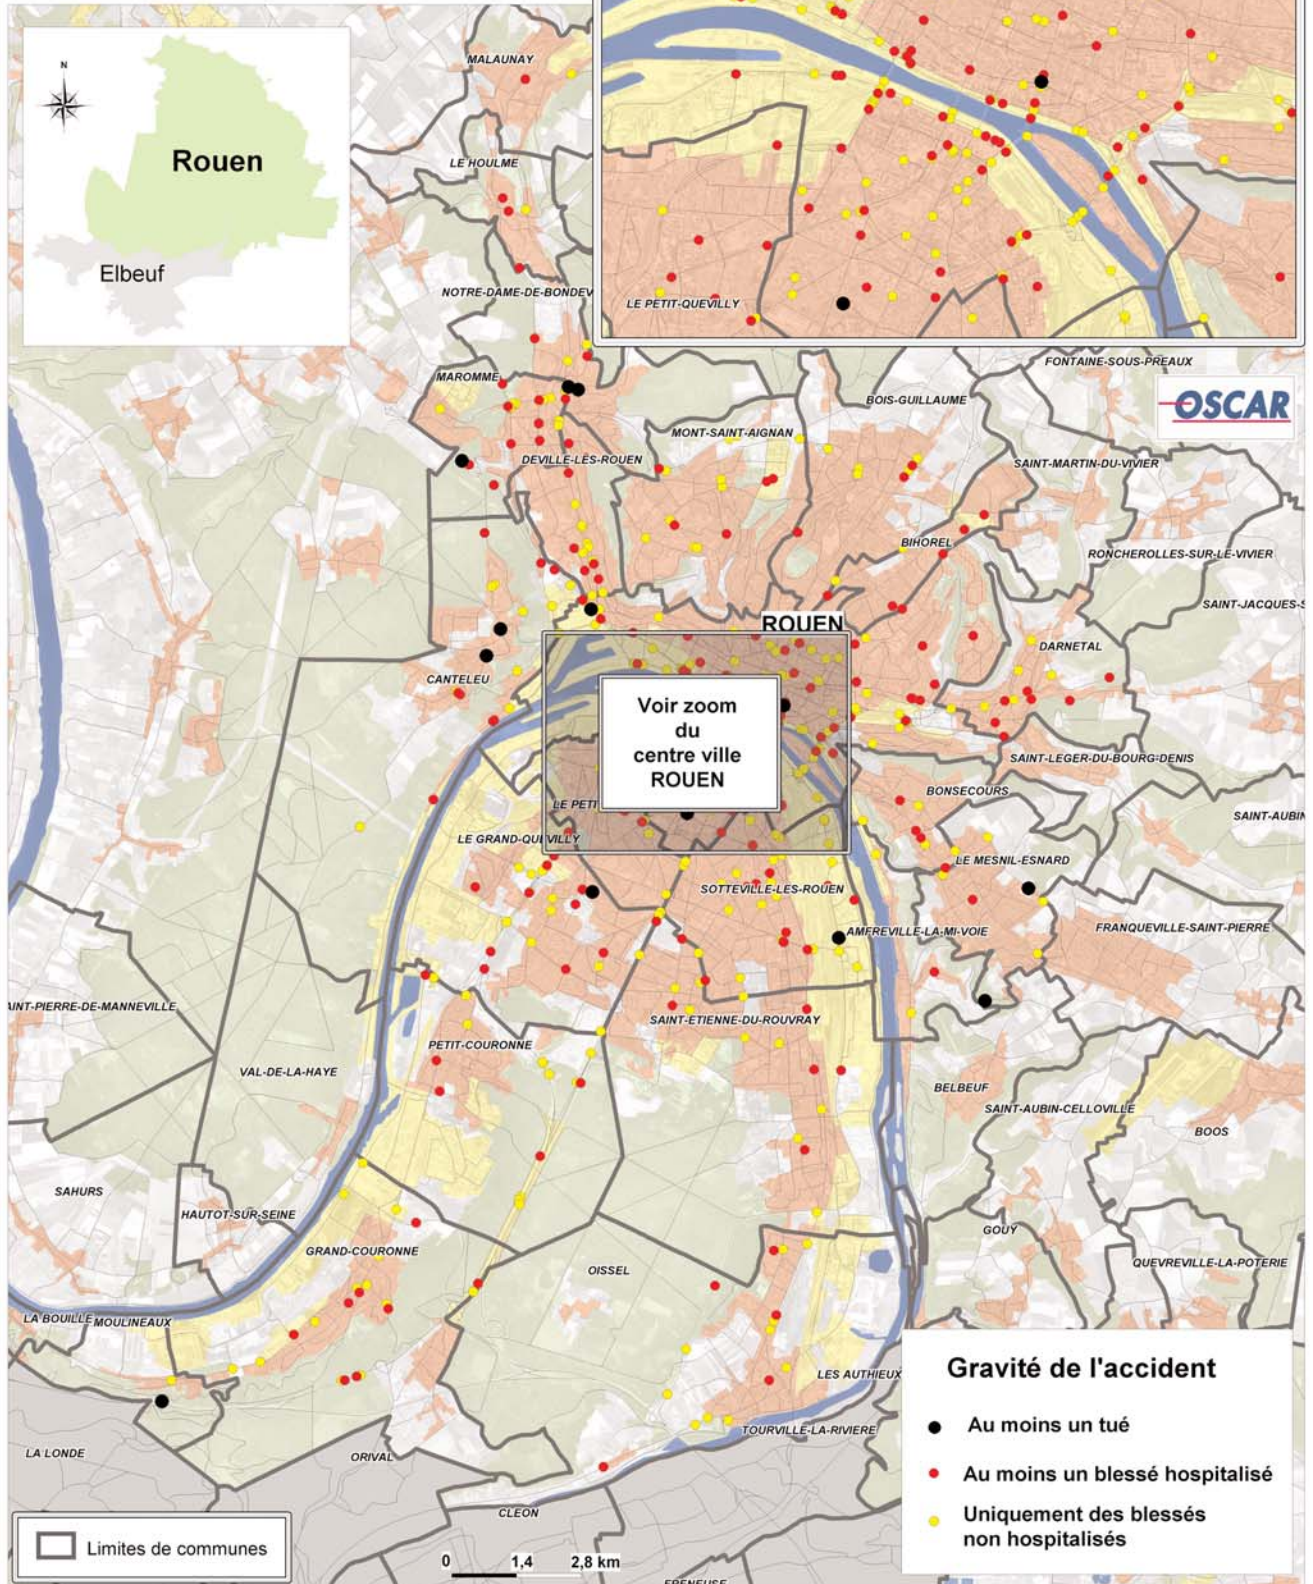 N
Rouen
Elbeuf
MALAUNAY
LE HOULME
NOTRE-DAME-DE-BONDEV
LE PETIT-QUEVILLY
FONTAINE-SOUS-PREAUX
MAROMME
BOIS-GUILLAUME
OSCAR
MONT-SAINT-AIGNAN
DEVILLE-LES-ROUEN
SAINT-MARTIN-DU-VIVIER
BIHOREL
RONCHEROLLES-SUR-LE-VIVIER
SAINT-JACQUES-S
ROUEN
DARNETAL
CANTELEU
Voir zoom
du
centre ville
ROUEN
SAINT-LEGER-DU-BOURG-DENIS
BONSECOURS
LE PETI
SAINT-AUBIN
LE GRAND-QUEVILLY
LE MESNIL-ESNARD
SOTTEVILLE-LES-ROUEN
AMFREVILLE-LA-MI-VOIE
FRANQUEVILLE-SAINT-PIERRE
AINT-PIERRE-DE-MANNEVILLE
SAINT-ETIENNE-DU-ROUVRAY
PETIT-COURONNE
VAL-DE-LA-HAYE
BELBEUF
SAINT-AUBIN-CELLOVILLE
BOOS
SAHURS
HAUTOT-SUR-SEINE
GOUY
GRAND-COURONNE
OISSEL
QUEVREVILLE-LA-POTERIE
LA BOUILLE
MOULINEAUX
LES AUTHIEUX
TOURVILLE-LA-RIVIERE
LA LONDE
ORIVAL
CLEON
FRENEUSE
Gravité de l'accident
Au moins un tué
Au moins un blessé hospitalisé
Uniquement des blessés
non hospitalisés
Limites de communes
0 1,4 2,8 km